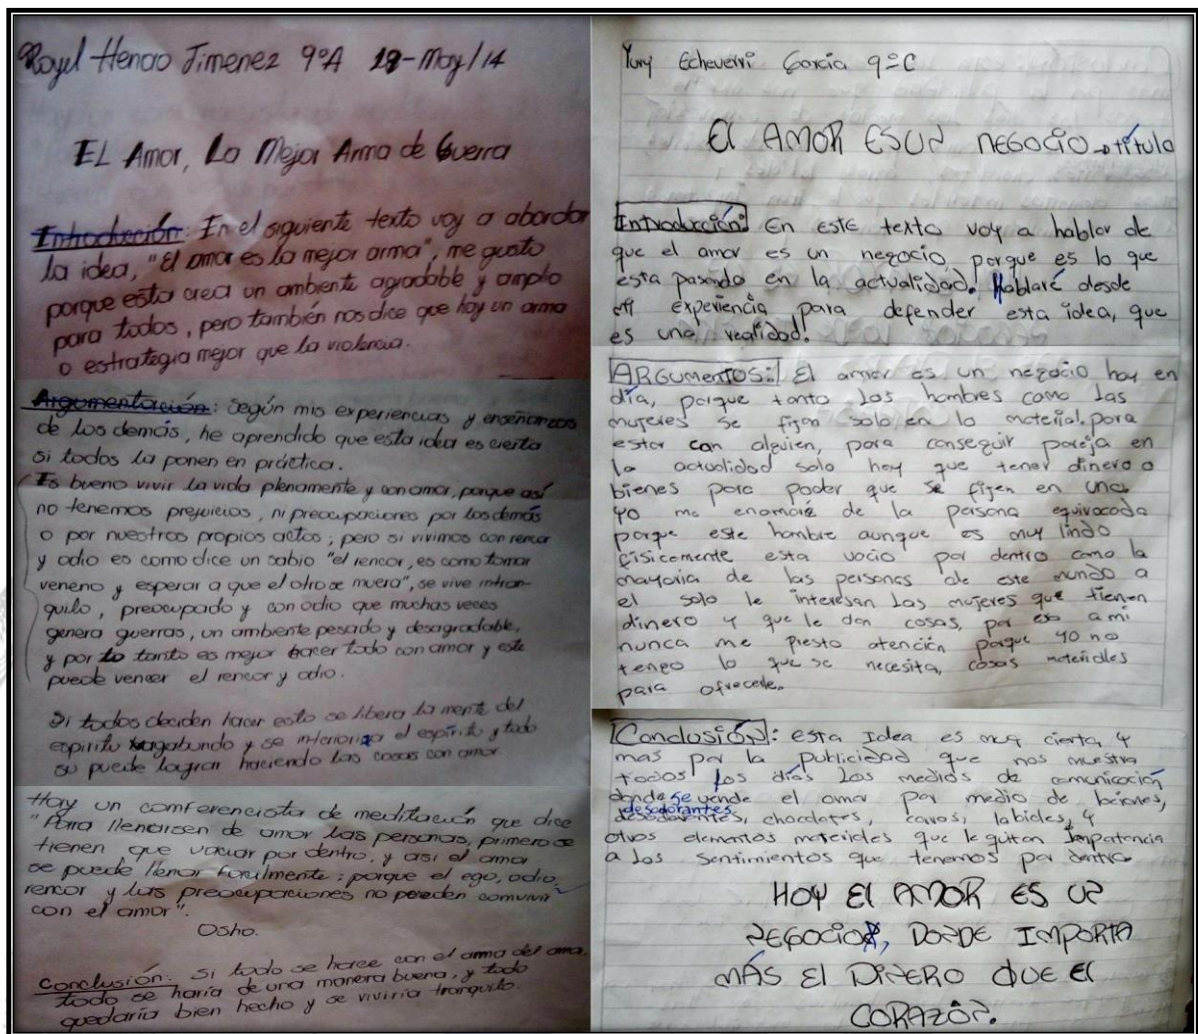 Royel Henao Jimenez 9°A 19-May/14
EL Amor, La Mejor Arma de Guerra
Introducción: In el siguiente texto voy a abordar
la idea, "El amor es la mejor arma", me gusto
porque esta crea un ambiente agradable y amplio
para todos, pero también nos dice que hay un arma
o estrategia mejor que la violencia.
Argumentación: Según mis experiencias y enseñanzas
de los demás, he aprendido que esta idea es cierta
si todos la ponen en práctica.
Es bueno vivir la vida plenamente y con amor, porque así
no tenemos prejuicios, ni preocupaciones por los demás
o por nuestros propios actos; pero si vivimos con rencor
y odio es como dice un sabio "el rencor, es como tomar
veneno y esperar a que el otro se muera", se vive intran-
quilo, preocupado y con odio que muchas veces
genera guerras, un ambiente pesado y desagradable,
y por lo tanto es mejor hacer todo con amor y este
puede vencer el rencor y odio.
Si todos deciden hacer esto se libera la mente del
espiritu vagabundo y se interioriza el espíritu y todo
su puede lograr haciendo las cosas con amor.
Hay un comferencista de meditación que dice
"Para llenarsen de amor las personas, primero se
tienen que vaciar por dentro, y así el amor
se puede llenar facilmente; porque el ego, odio,
rencor y las preocupaciones no pueden comvivir
con el amor".
Osho.
Conclusión: Si todo se hace con el arma del amor
todo se haría de una manera buena, y todo
quedaría bien hecho y se viviria tranquilo.
Yury Echeverri Garcia 9°C
El AMOR ES UN NEGOCIO → título
Introducción: En este texto voy a hablar de
que el amor es un negocio porque es lo que
esta pasando en la actualidad. Hablaré desde
mi experiencia para defender esta idea, que
es una realidad.
ARGUMENTOS: El amor es un negocio hoy en
día, porque tanto los hombres como las
mujeres se fijan solo en lo material para
estar con alguien, para conseguir pareja en
la actualidad solo hay que tener dinero o
bienes para poder que se fijen en una.
Yo me enamoré de la persona equivocada
porque este hombre aunque es muy lindo
fisicamente esta vacio por dentro como la
mayoria de las personas de este mundo a
el solo le interesan las mujeres que tienen
dinero y que le den cosas, por eso a mi
nunca me presto atención porque yo no
tengo lo que se necesita, cosas materiales
para ofrecerle.
Conclusión: esta Idea es muy cierta, y
mas por la publicidad que nos muestra
todos los días los medios de comunicación
donde se vende el amor por medio de lociones,
desodorantes, chocolates, carros, labiales, y
otros elementos materiales que le quitan Importancia
a los sentimientos que tenemos por dentro
HOY El AMOR ES UN
NEGOCIO, DONDE IMPORTA
MÁS El DINERO QUE El
CORAZÓN.